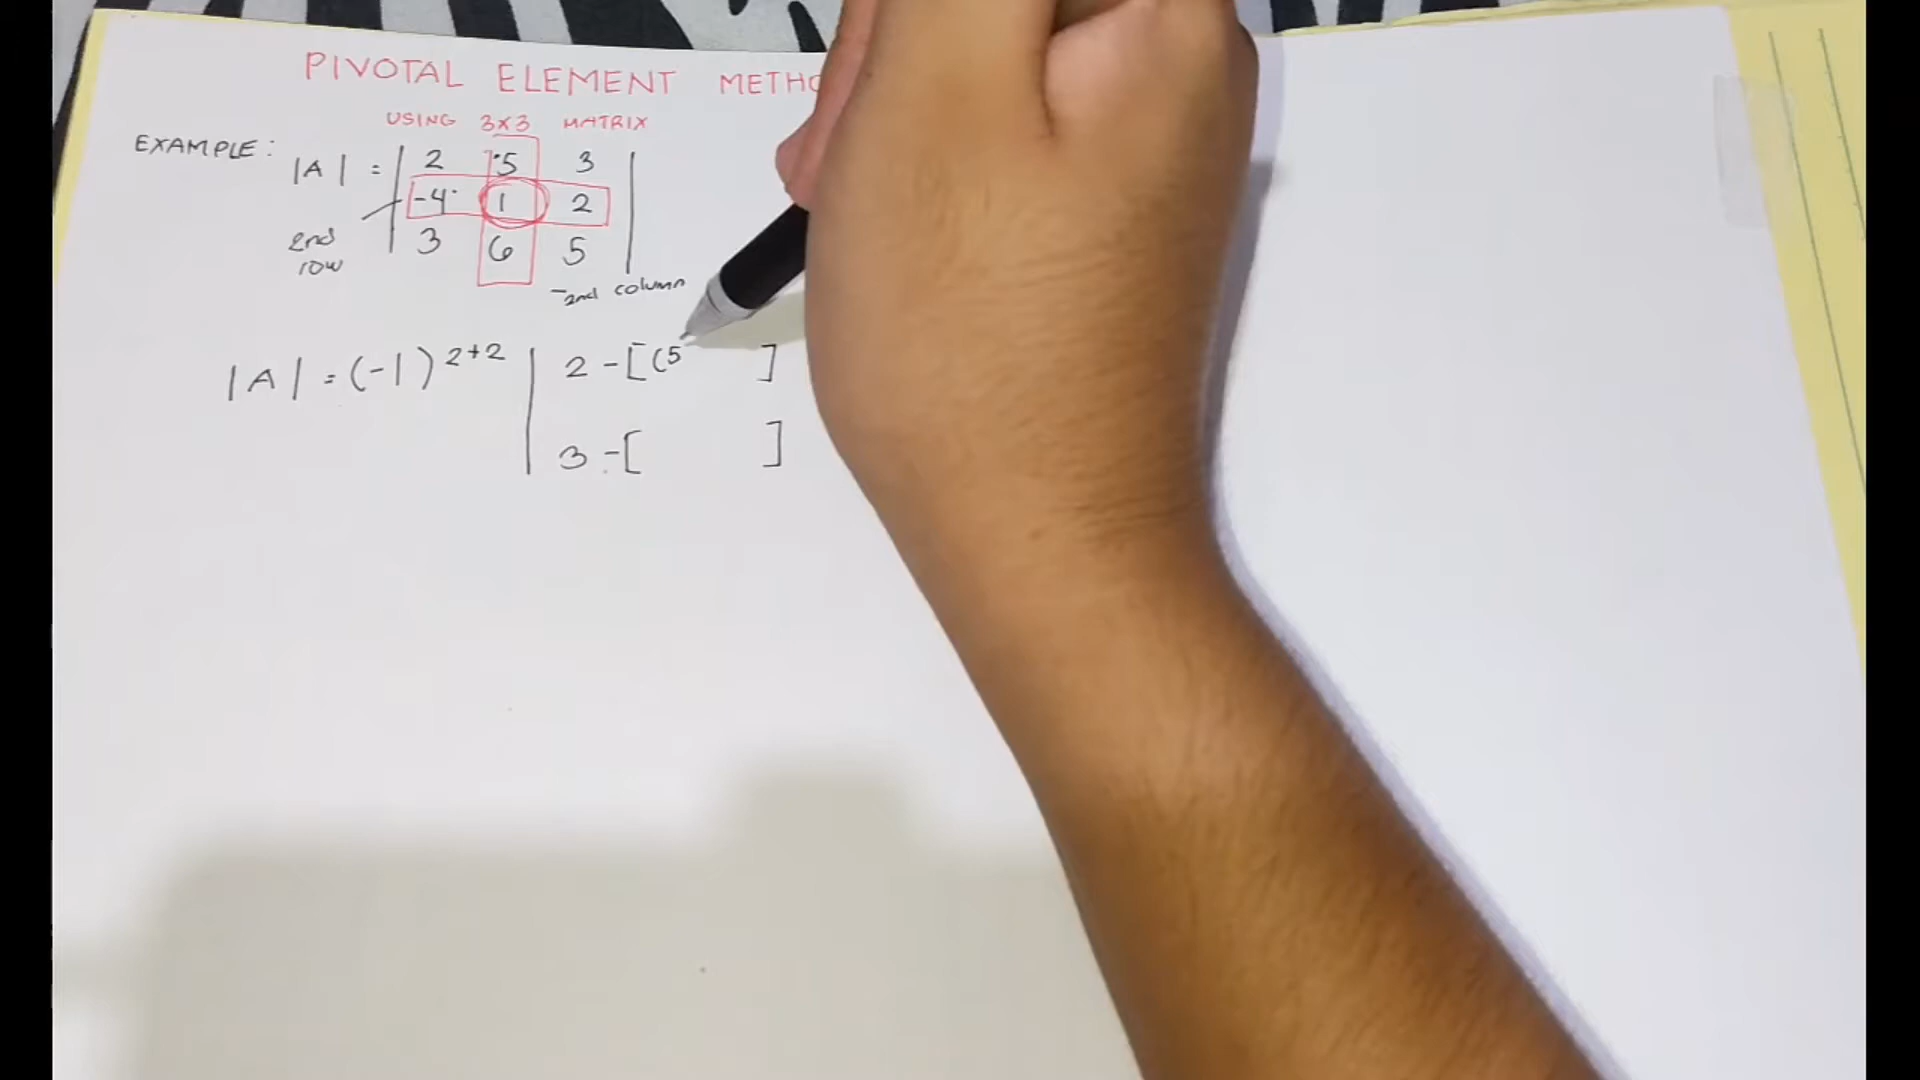 PIVOTAL ELEMENT METHO
USING 3x3 MATRIX
EXAMPLE:
|A| = | 2 5 3 |
-4 1 2
3 6 5
2nd row
2nd column
|A| = (-1)^2+2 | 2 -[(5 ]
3 -[ ]